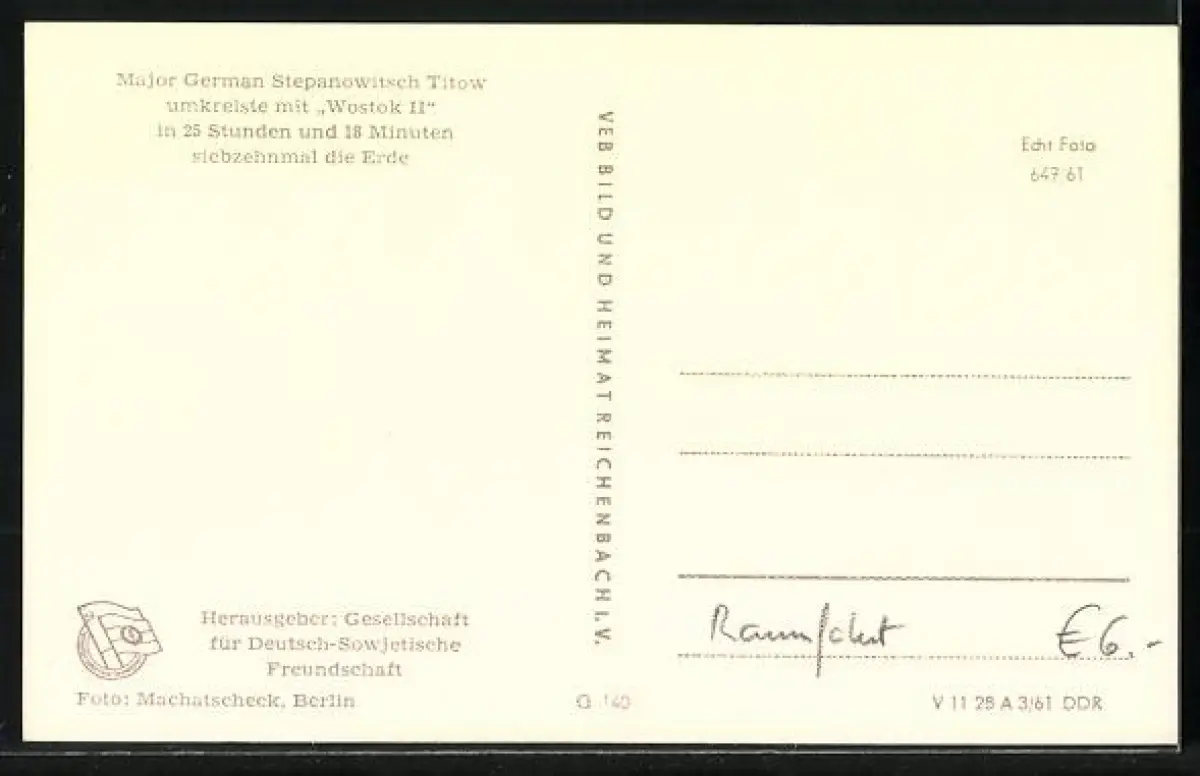 Major German Stepanowitsch Titow
umkreiste mit „Wostok II“
in 25 Stunden und 18 Minuten
siebzehnmal die Erde
Herausgeber: Gesellschaft
für Deutsch-Sowjetische
Freundschaft
Foto: Machatscheck, Berlin
VEB BILD UND HEIMAT REICHENBACH I. V.
G 140
Echt Foto
647 61
Raumfahrt €6.-
V 11 28 A 3/61 DDR